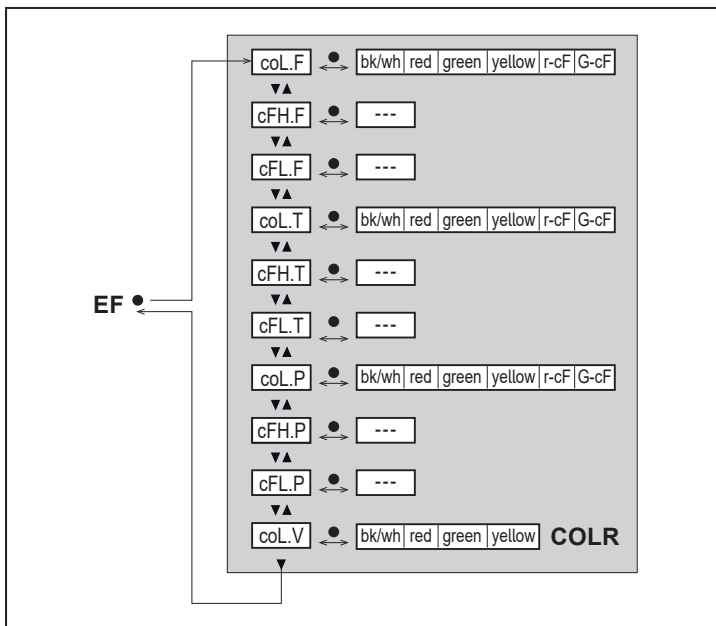 coL.F bk/wh red green yellow r-cF G-cF
cFH.F ---
cFL.F ---
coL.T bk/wh red green yellow r-cF G-cF
cFH.T ---
EF
cFL.T ---
coL.P bk/wh red green yellow r-cF G-cF
cFH.P ---
cFL.P ---
coL.V bk/wh red green yellow COLR